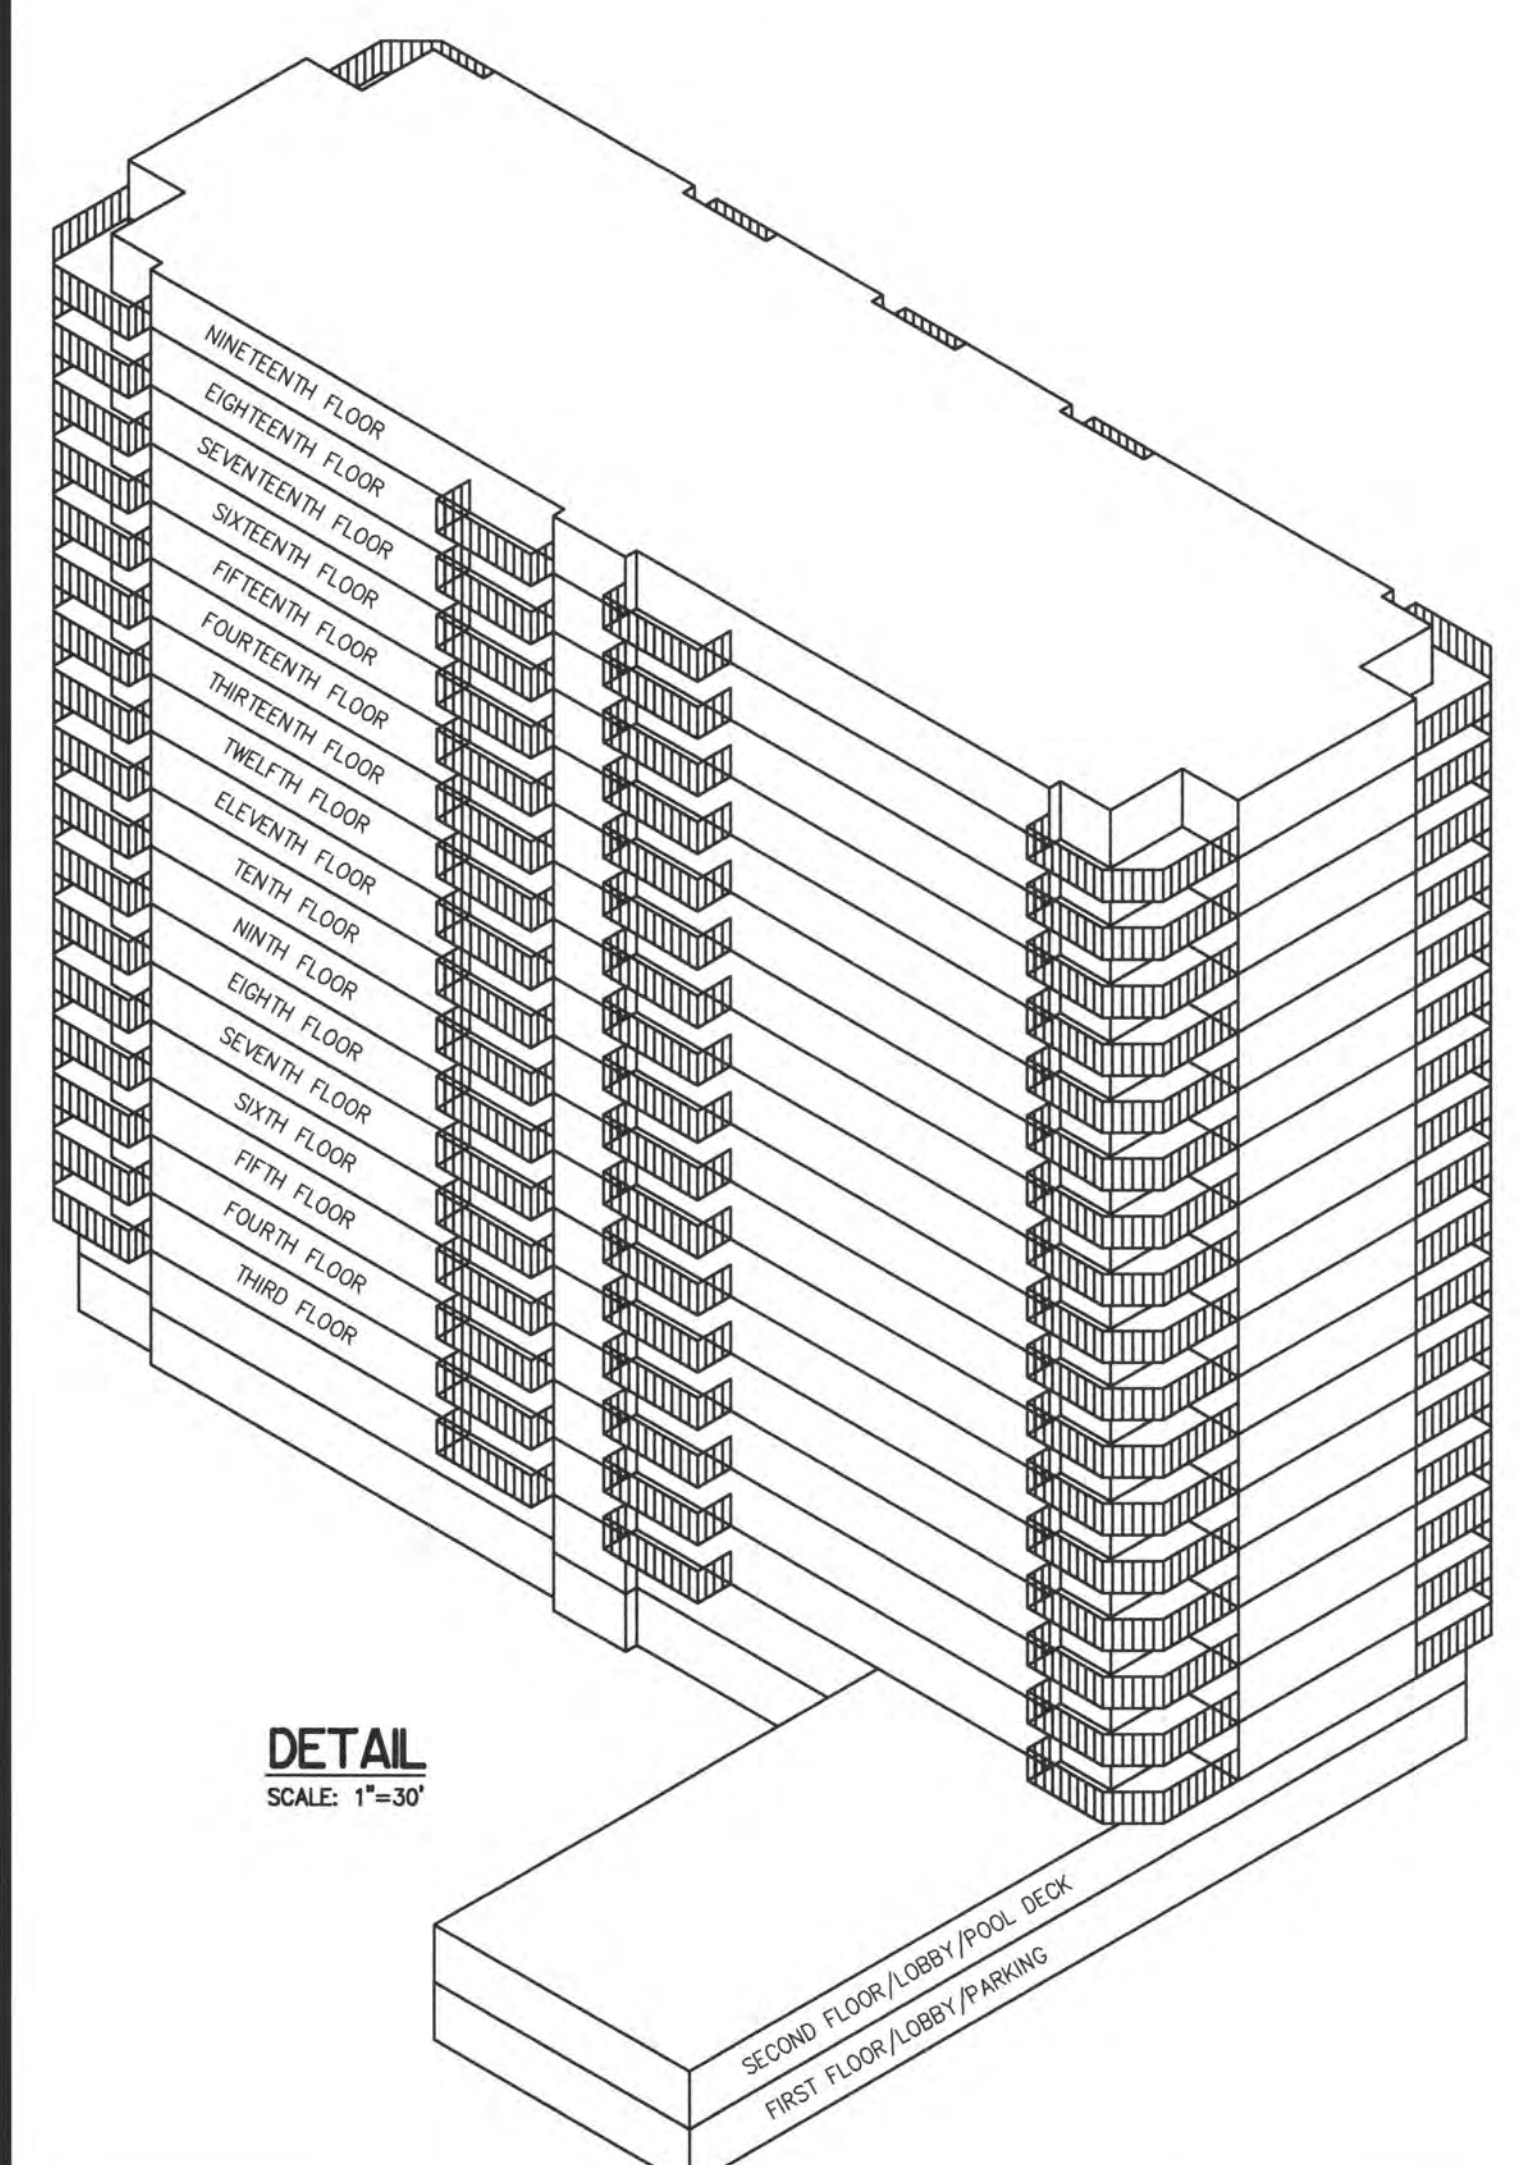 NINETEENTH FLOOR
EIGHTEENTH FLOOR
SEVENTEENTH FLOOR
SIXTEENTH FLOOR
FIFTEENTH FLOOR
FOURTEENTH FLOOR
THIRTEENTH FLOOR
TWELFTH FLOOR
ELEVENTH FLOOR
TENTH FLOOR
NINTH FLOOR
EIGHTH FLOOR
SEVENTH FLOOR
SIXTH FLOOR
FIFTH FLOOR
FOURTH FLOOR
THIRD FLOOR
DETAIL
SCALE: 1"=30'
SECOND FLOOR/LOBBY/POOL DECK
FIRST FLOOR/LOBBY/PARKING